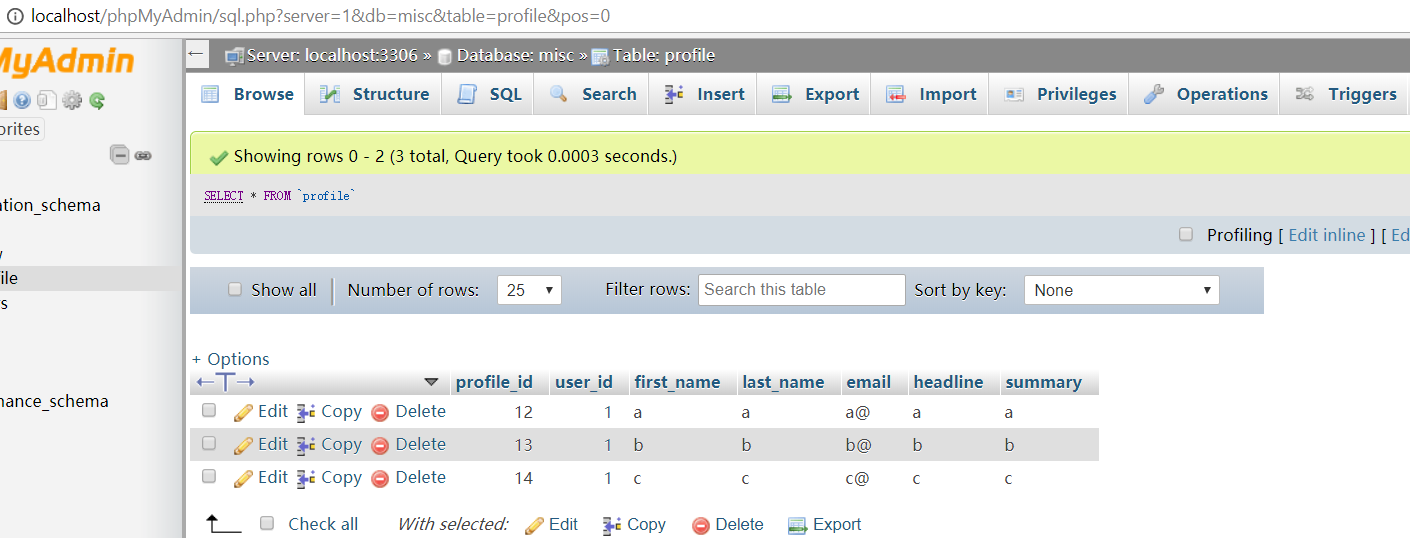 localhost/phpMyAdmin/sql.php?server=1&db=misc&table=profile&pos=0
MyAdmin
Server: localhost:3306 » Database: misc » Table: profile
Browse Structure SQL Search Insert Export Import Privileges Operations Triggers
orites
Showing rows 0 - 2 (3 total, Query took 0.0003 seconds.)
SELECT * FROM `profile`
ation_schema
Profiling [ Edit inline ] [ Ed
ile
Show all Number of rows: 25 Filter rows: Search this table Sort by key: None
s
+ Options
profile_id user_id first_name last_name email headline summary
nance_schema
Edit Copy Delete 12 1 a a a@ a a
Edit Copy Delete 13 1 b b b@ b b
Edit Copy Delete 14 1 c c c@ c c
Check all With selected: Edit Copy Delete Export